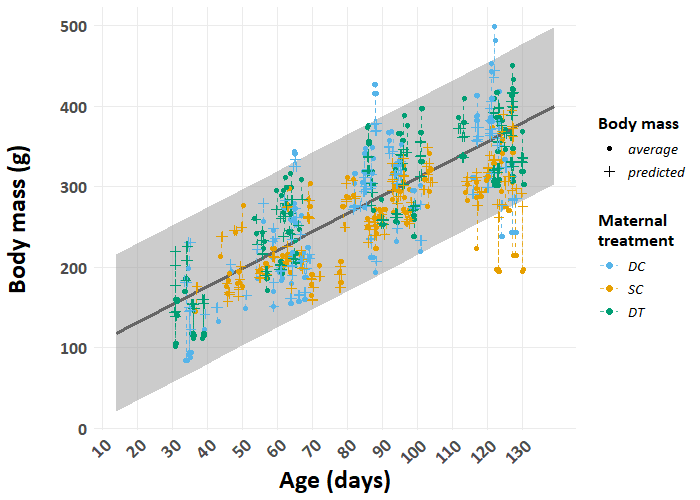 Body mass (g)
500
400
300
200
100
0
10 20 30 40 50 60 70 80 90 100 110 120 130
Age (days)
Body mass
average
predicted
Maternal
treatment
DC
SC
DT